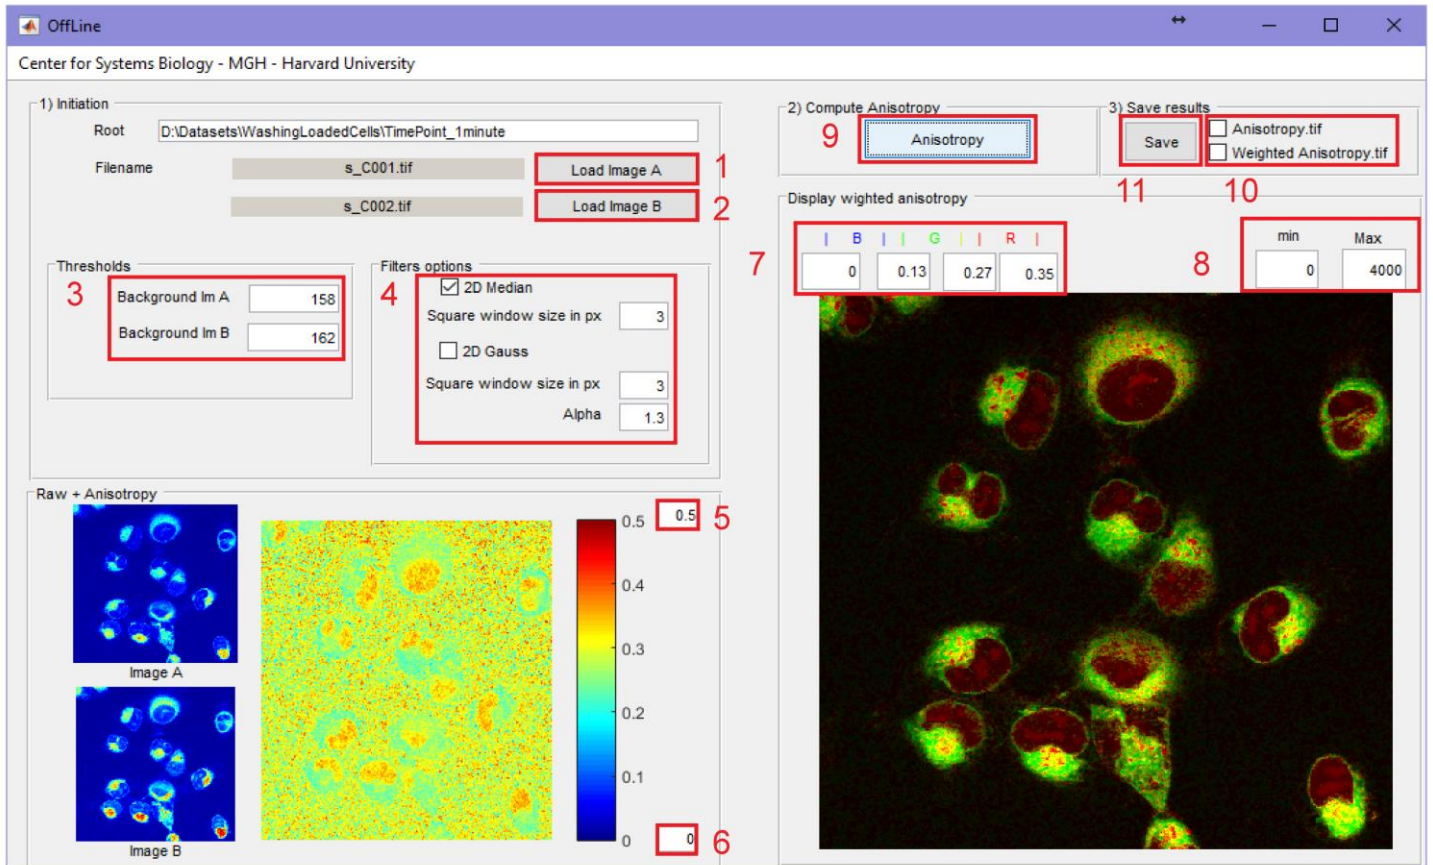 OffLine
Center for Systems Biology - MGH - Harvard University
1) Initiation
Root D:\Datasets\WashingLoadedCells\TimePoint_1minute
Filename s_C001.tif Load Image A 1
s_C002.tif Load Image B 2
Thresholds
3 Background Im A 158
Background Im B 162
Filters options
4 2D Median
Square window size in px 3
2D Gauss
Square window size in px 3
Alpha 1.3
Raw + Anisotropy
Image A
Image B
0.5 0.5 5
0.4
0.3
0.2
0.1
0 0 6
2) Compute Anisotropy
9 Anisotropy
3) Save results
Save Anisotropy.tif
Weighted Anisotropy.tif
11 10
Display wighted anisotropy
| B | | G | | R |
7 0 0.13 0.27 0.35
min Max
8 0 4000